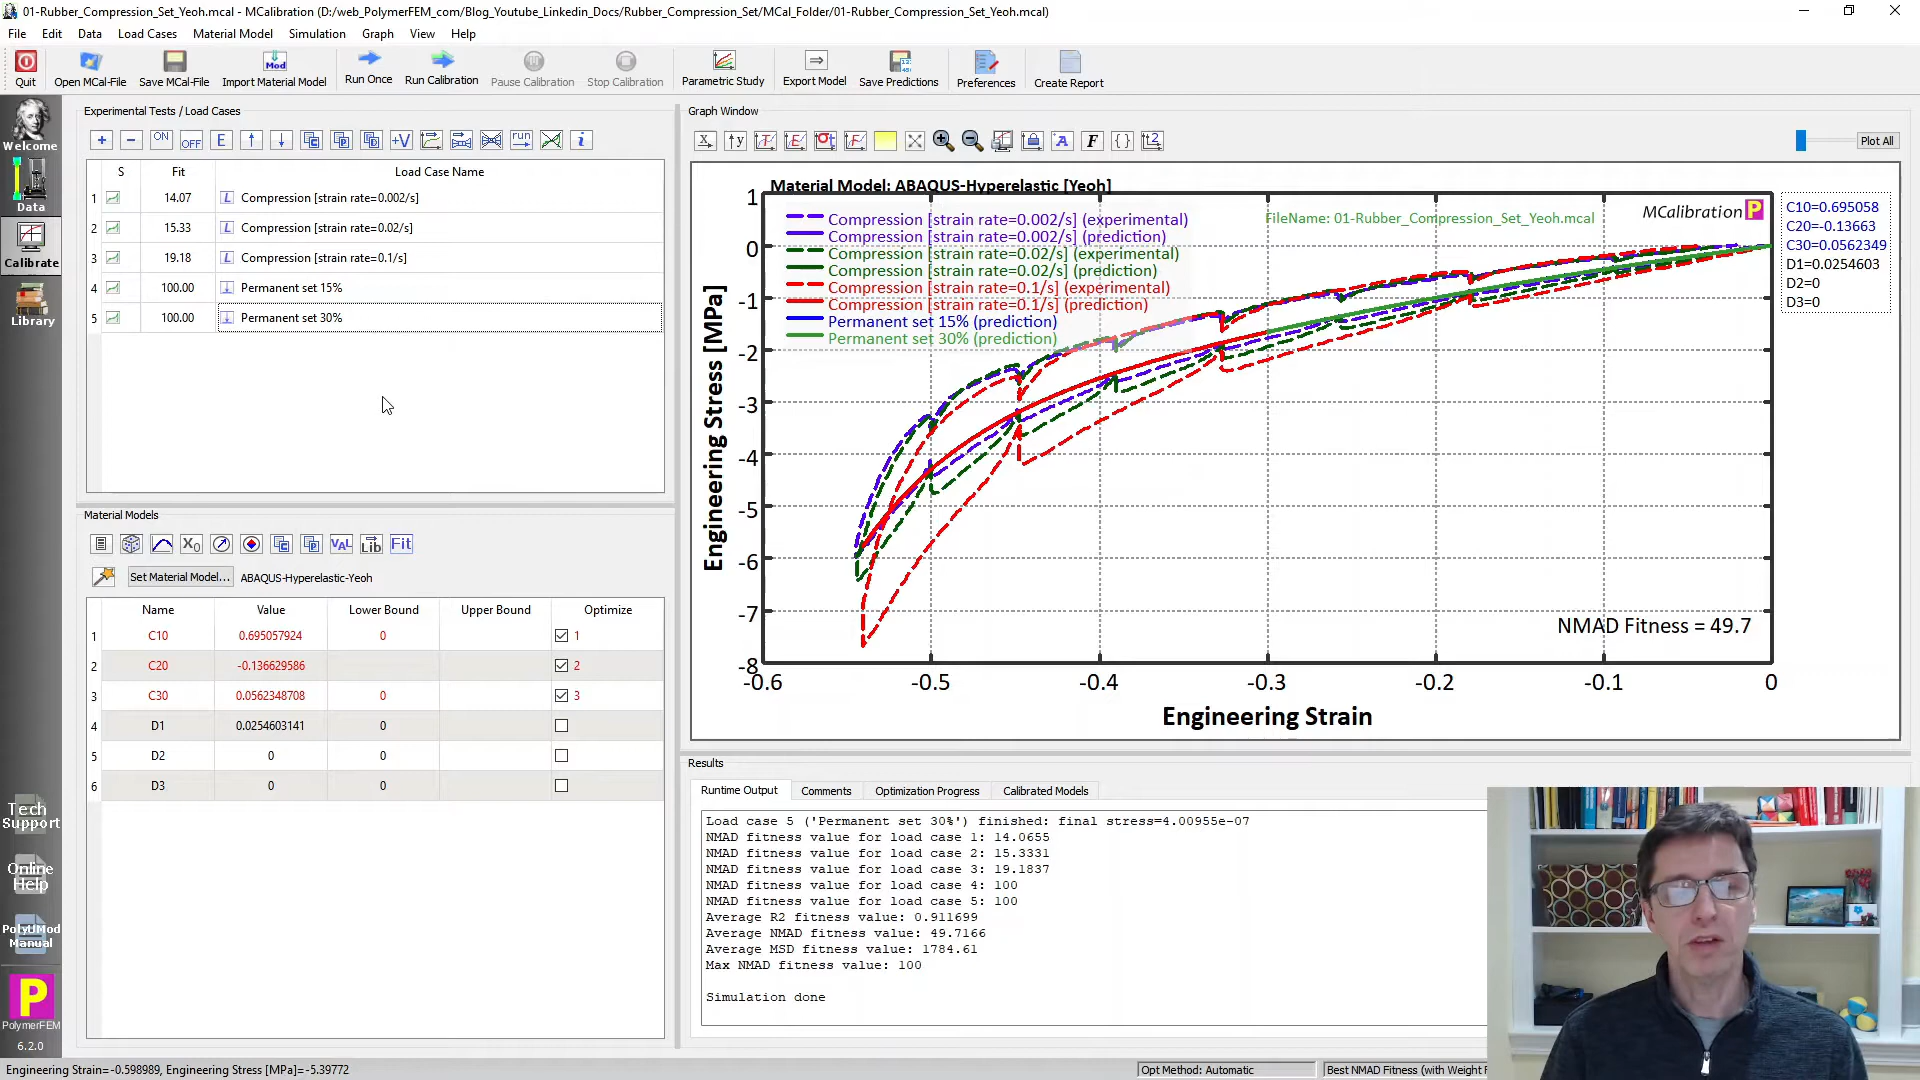 01-Rubber_Compression_Set_Yeoh.mcal - MCalibration (D:/web_PolymerFEM_com/Blog_Youtube_Linkedin_Docs/Rubber_Compression_Set/MCal_Folder/01-Rubber_Compression_Set_Yeoh.mcal)
File Edit Data Load Cases Material Model Simulation Graph View Help
Quit Open MCal-File Save MCal-File Import Material Model Run Once Run Calibration Pause Calibration Stop Calibration Parametric Study Export Model Save Predictions Preferences Create Report
Welcome
Data
Calibrate
Library
Tech Support
Online Help
PolyUMod Manual
PolymerFEM
6.2.0
Experimental Tests / Load Cases
ON OFF E +V run i
S Fit Load Case Name
1 14.07 L Compression [strain rate=0.002/s]
2 15.33 L Compression [strain rate=0.02/s]
3 19.18 L Compression [strain rate=0.1/s]
4 100.00 Permanent set 15%
5 100.00 Permanent set 30%
Material Models
X0 VAL Lib Fit
Set Material Model... ABAQUS-Hyperelastic-Yeoh
Name Value Lower Bound Upper Bound Optimize
1 C10 0.695057924 0 1
2 C20 -0.136629586 2
3 C30 0.0562348708 0 3
4 D1 0.0254603141 0
5 D2 0 0
6 D3 0 0
Graph Window
Plot All
Material Model: ABAQUS-Hyperelastic [Yeoh]
Compression [strain rate=0.002/s] (experimental)
Compression [strain rate=0.002/s] (prediction)
Compression [strain rate=0.02/s] (experimental)
Compression [strain rate=0.02/s] (prediction)
Compression [strain rate=0.1/s] (experimental)
Compression [strain rate=0.1/s] (prediction)
Permanent set 15% (prediction)
Permanent set 30% (prediction)
FileName: 01-Rubber_Compression_Set_Yeoh.mcal
MCalibration P
C10=0.695058
C20=-0.13663
C30=0.0562349
D1=0.0254603
D2=0
D3=0
1
0
-1
-2
-3
-4
-5
-6
-7
-8
Engineering Stress [MPa]
NMAD Fitness = 49.7
-0.6 -0.5 -0.4 -0.3 -0.2 -0.1 0
Engineering Strain
Results
Runtime Output Comments Optimization Progress Calibrated Models
Load case 5 ('Permanent set 30%') finished: final stress=4.00955e-07
NMAD fitness value for load case 1: 14.0655
NMAD fitness value for load case 2: 15.3331
NMAD fitness value for load case 3: 19.1837
NMAD fitness value for load case 4: 100
NMAD fitness value for load case 5: 100
Average R2 fitness value: 0.911699
Average NMAD fitness value: 49.7166
Average MSD fitness value: 1784.61
Max NMAD fitness value: 100
Simulation done
Engineering Strain=-0.598989, Engineering Stress [MPa]=-5.39772
Opt Method: Automatic
Best NMAD Fitness (with Weight F